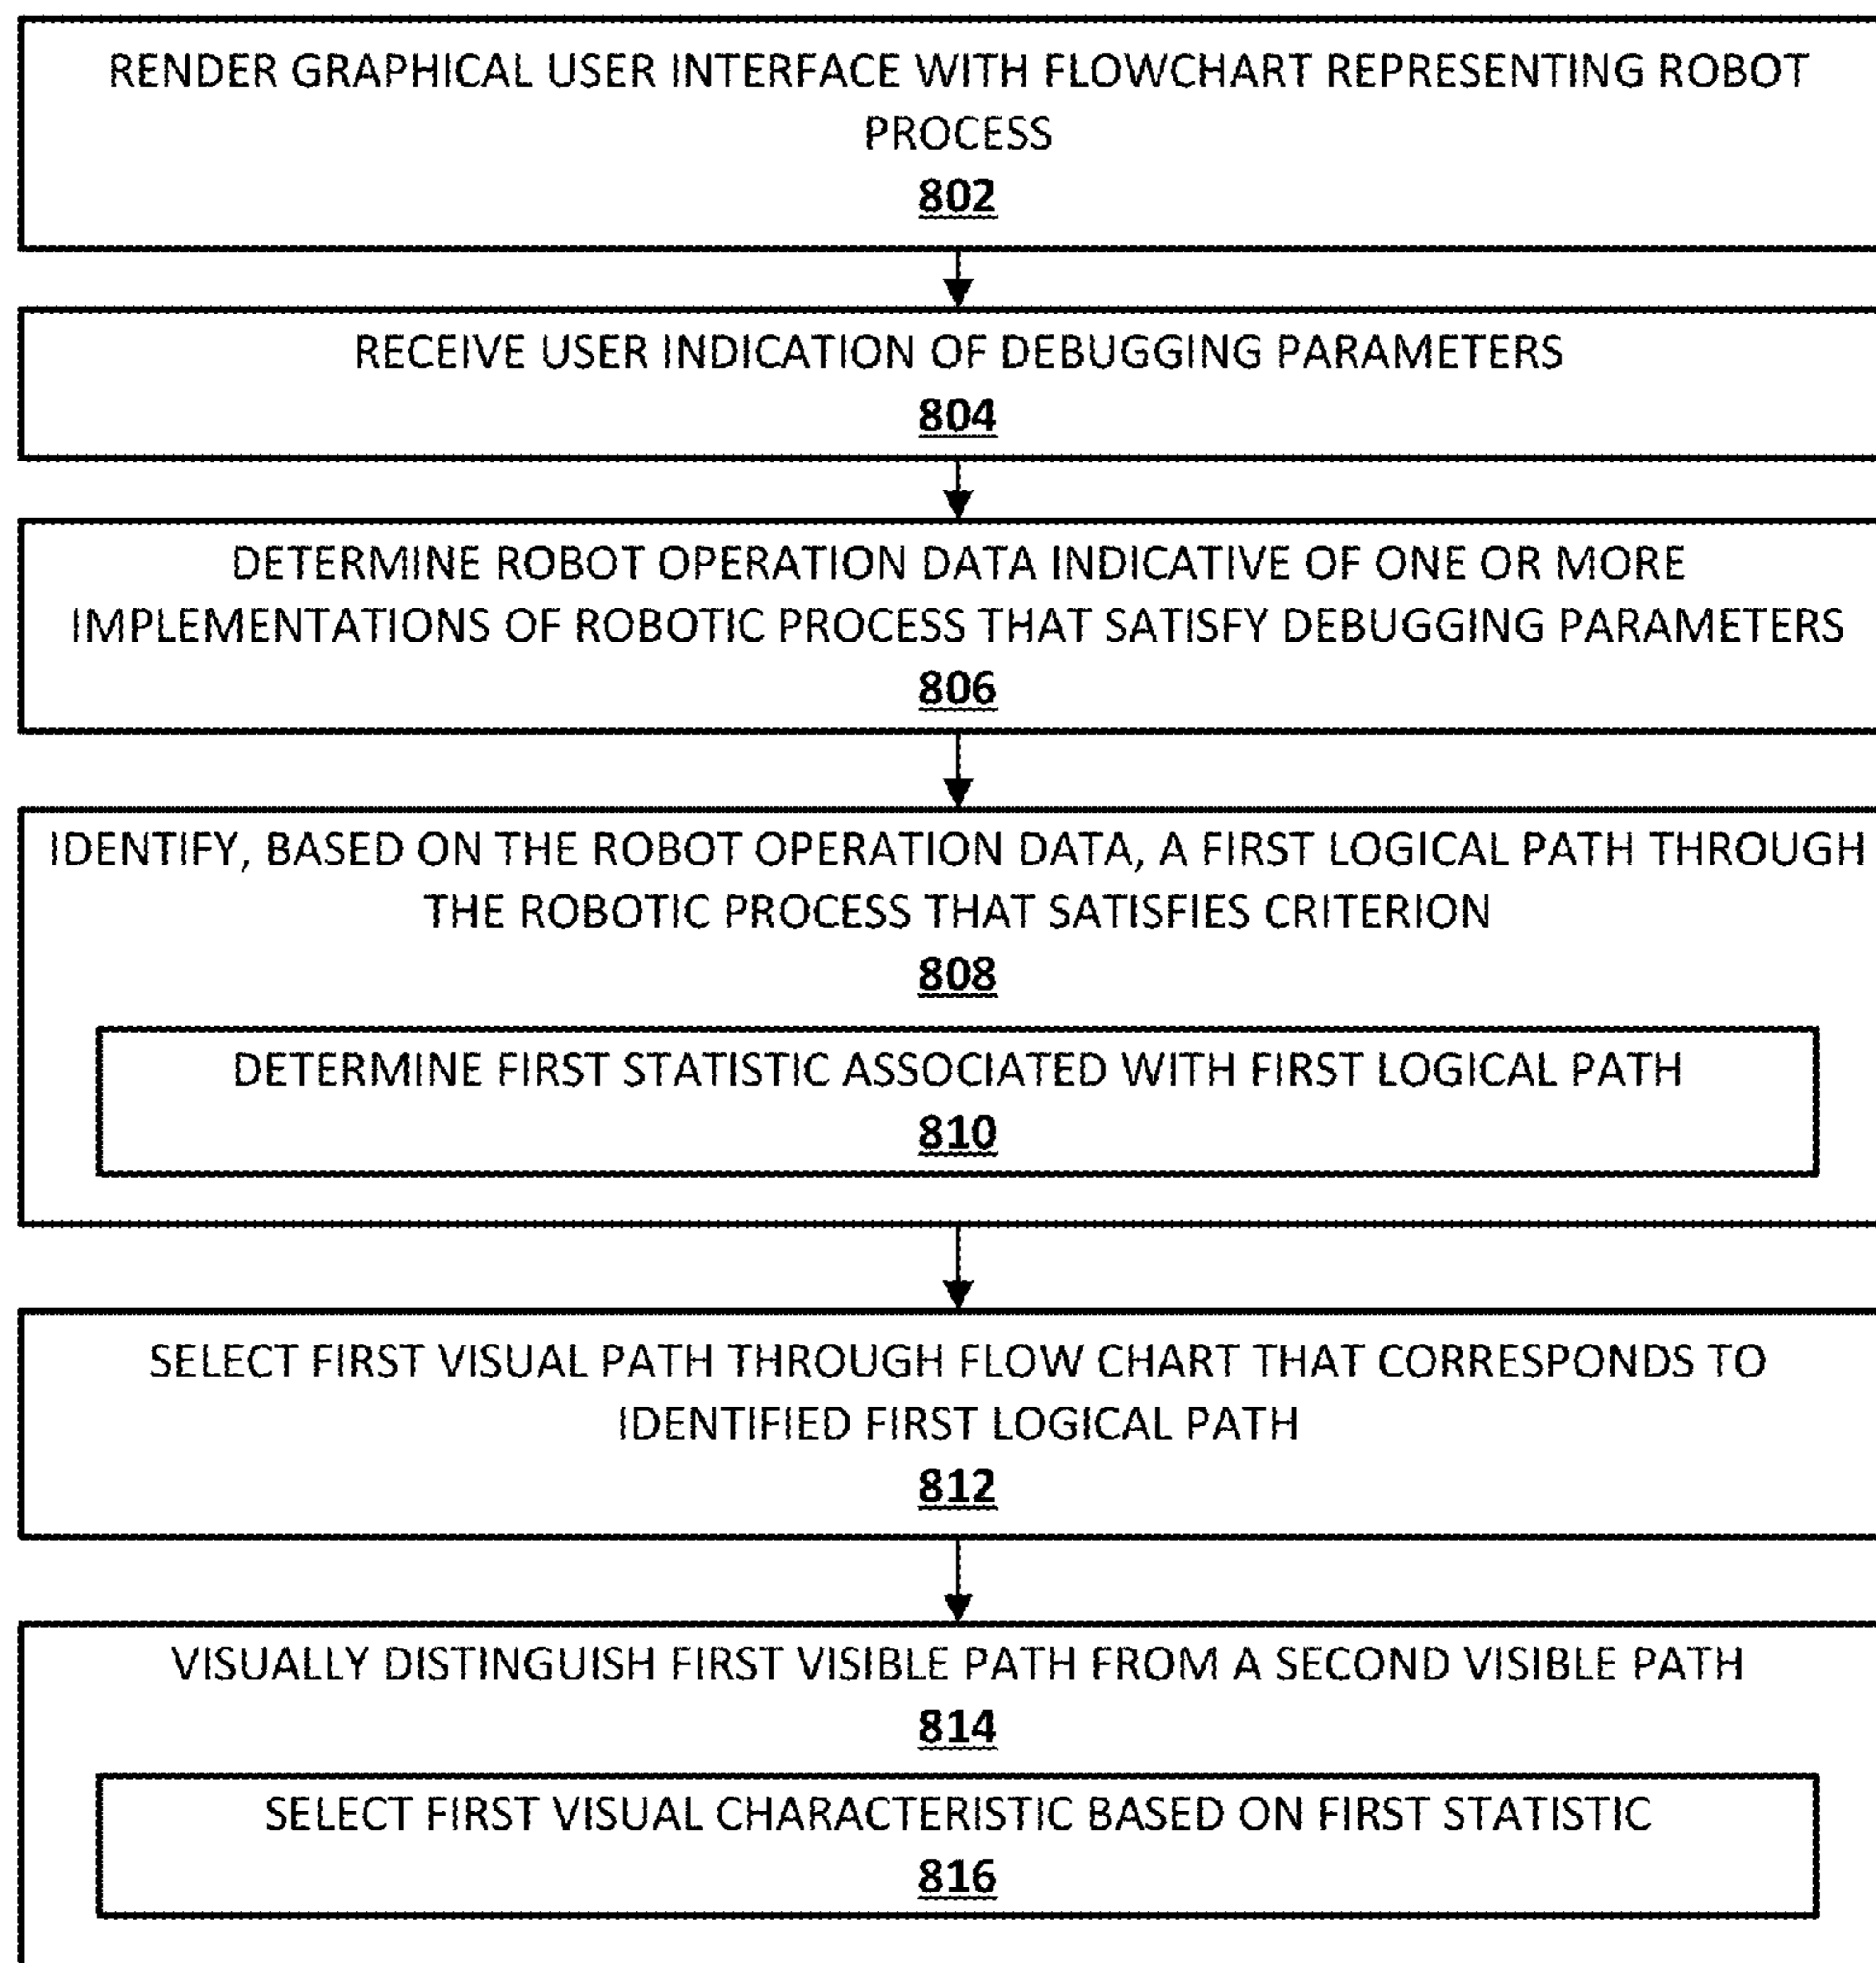 RENDER GRAPHICAL USER INTERFACE WITH FLOWCHART REPRESENTING ROBOT
PROCESS
802
RECEIVE USER INDICATION OF DEBUGGING PARAMETERS
804
DETERMINE ROBOT OPERATION DATA INDICATIVE OF ONE OR MORE
IMPLEMENTATIONS OF ROBOTIC PROCESS THAT SATISFY DEBUGGING PARAMETERS
806
IDENTIFY, BASED ON THE ROBOT OPERATION DATA, A FIRST LOGICAL PATH THROUGH
THE ROBOTIC PROCESS THAT SATISFIES CRITERION
808
DETERMINE FIRST STATISTIC ASSOCIATED WITH FIRST LOGICAL PATH
810
SELECT FIRST VISUAL PATH THROUGH FLOW CHART THAT CORRESPONDS TO
IDENTIFIED FIRST LOGICAL PATH
812
VISUALLY DISTINGUISH FIRST VISIBLE PATH FROM A SECOND VISIBLE PATH
814
SELECT FIRST VISUAL CHARACTERISTIC BASED ON FIRST STATISTIC
816